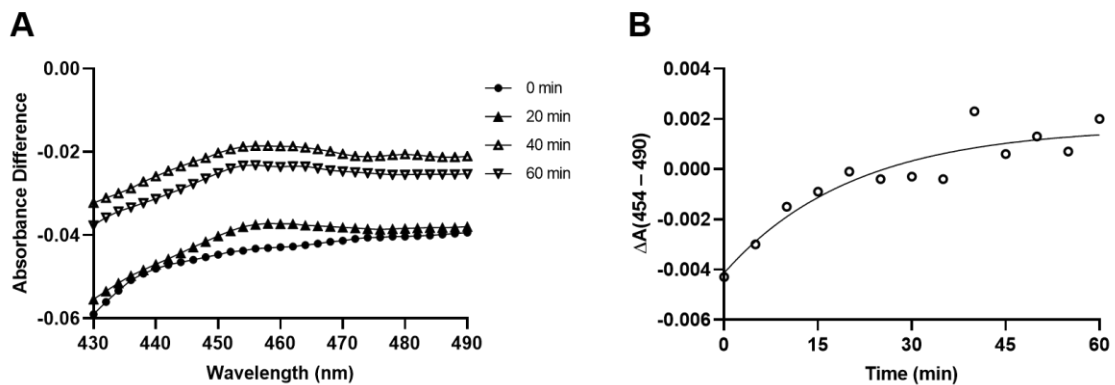 A
Absorbance Difference
0.00
-0.02
-0.04
-0.06
430 440 450 460 470 480 490
Wavelength (nm)
0 min
20 min
40 min
60 min
B
ΔA(454 – 490)
0.004
0.002
0.000
-0.002
-0.004
-0.006
0 15 30 45 60
Time (min)